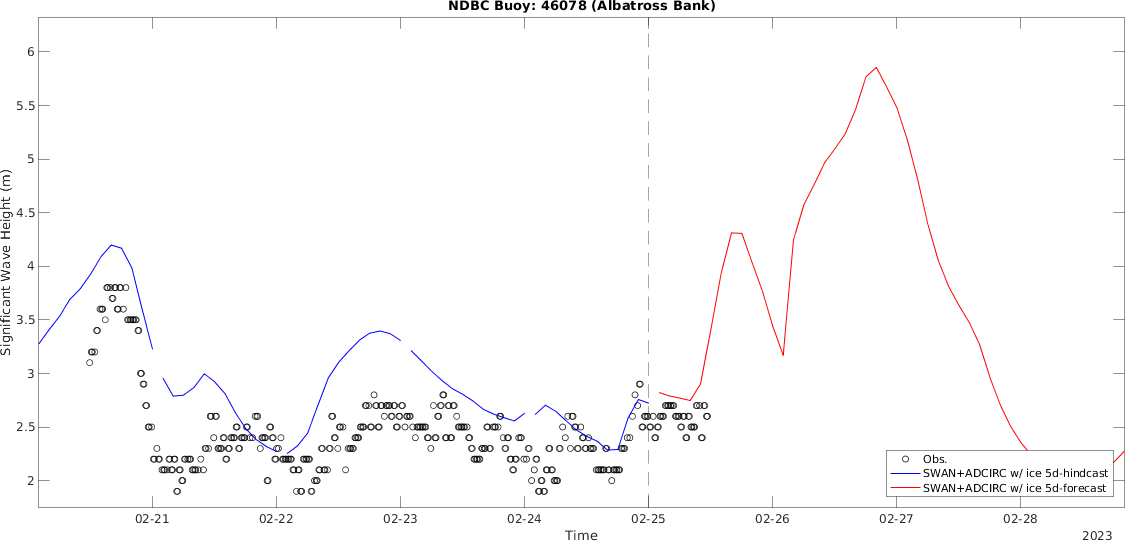 NDBC Buoy: 46078 (Albatross Bank)
6
5.5
5
4.5
4
3.5
3
2.5
2
Significant Wave Height (m)
Obs.
SWAN+ADCIRC w/ ice 5d-hindcast
SWAN+ADCIRC w/ ice 5d-forecast
02-21 02-22 02-23 02-24 02-25 02-26 02-27 02-28
Time
2023